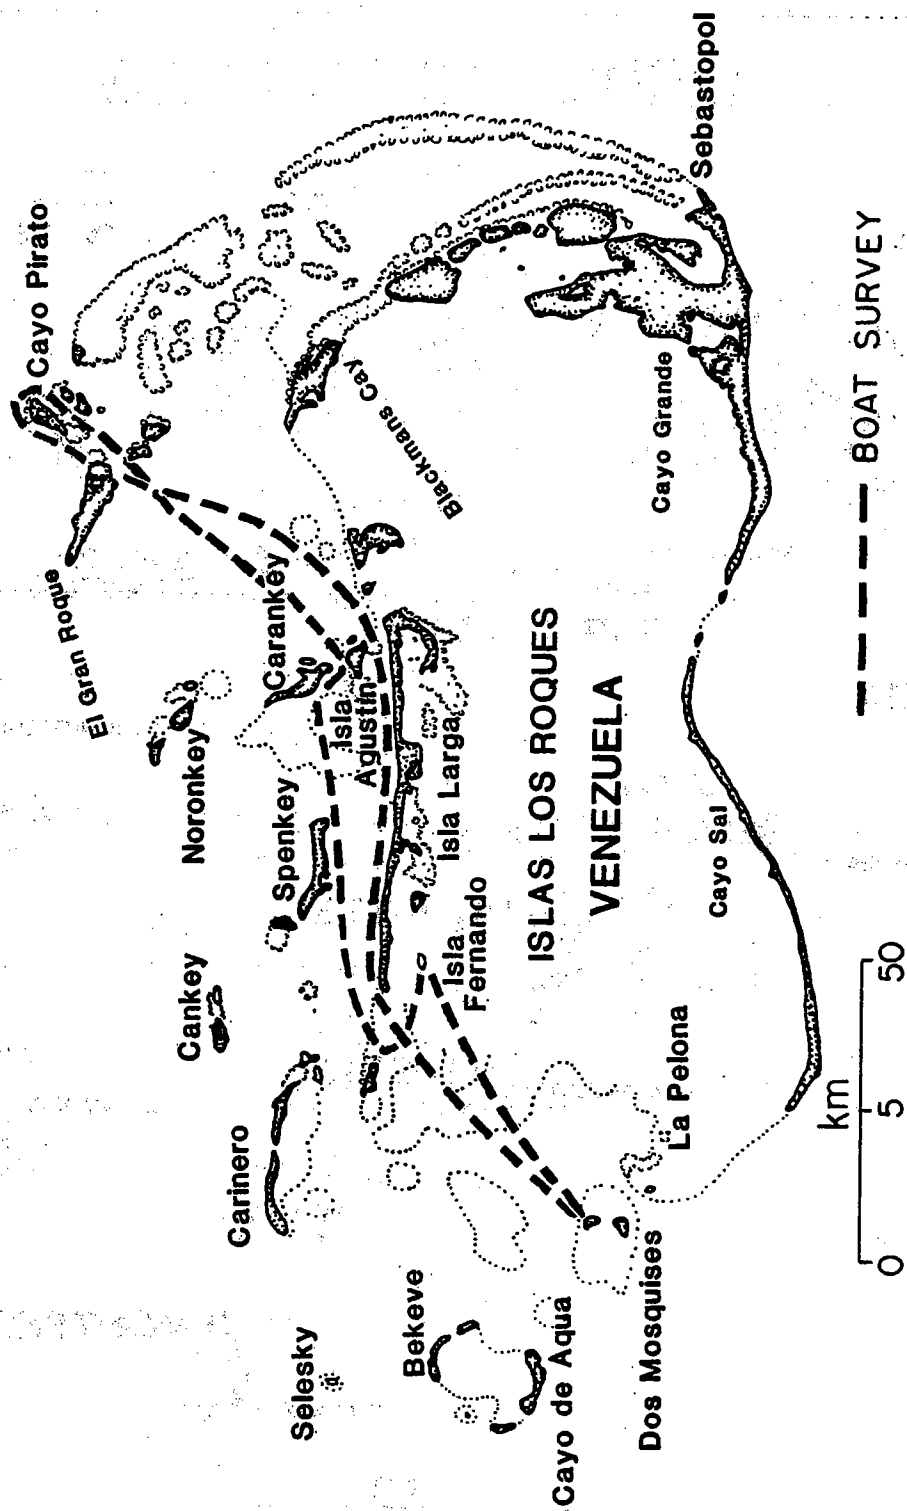 Cayo Pirato
El Gran Roque
Noronkey
Carankey
Isla
Agustin
Blackmans Cay
Spenkey
Isla Larga
Cankey
Isla
Fernando
Carinero
Selesky
Bekeve
Cayo de Aqua
Dos Mosquises
La Pelona
Cayo Sal
Cayo Grande
Sebastopol
ISLAS LOS ROQUES
VENEZUELA
BOAT SURVEY
km
0 5 50